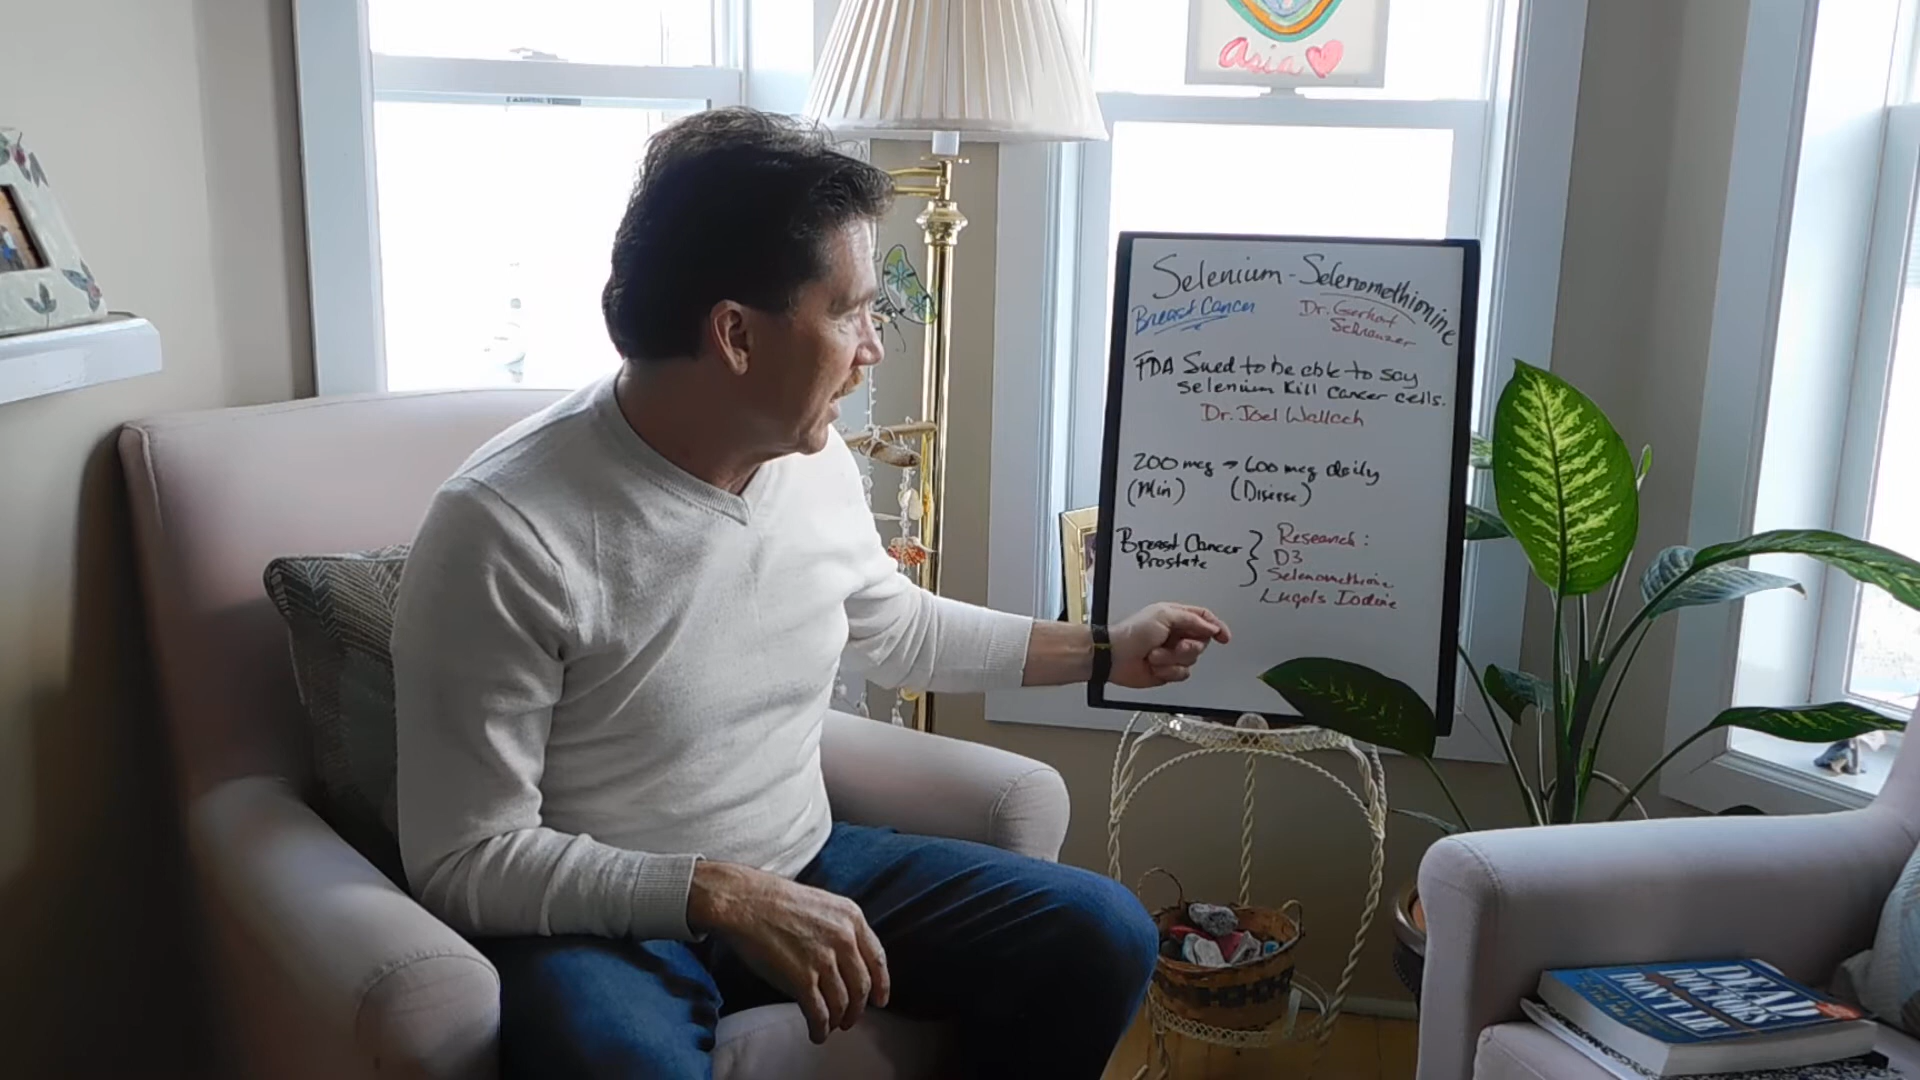 asia
Selenium - Selenomethionine
Breast Cancer
Dr. Gerhat
Schrauzer
FDA Sued to be able to say
selenium kill cancer cells.
Dr. Joel Wallach
200 mcg → 600 mcg daily
(Min) (Disease)
Breast Cancer
Prostate
Research:
D3
Selenomethione
Lugols Iodine
DEAD
DOCTORS
DON'T LIE